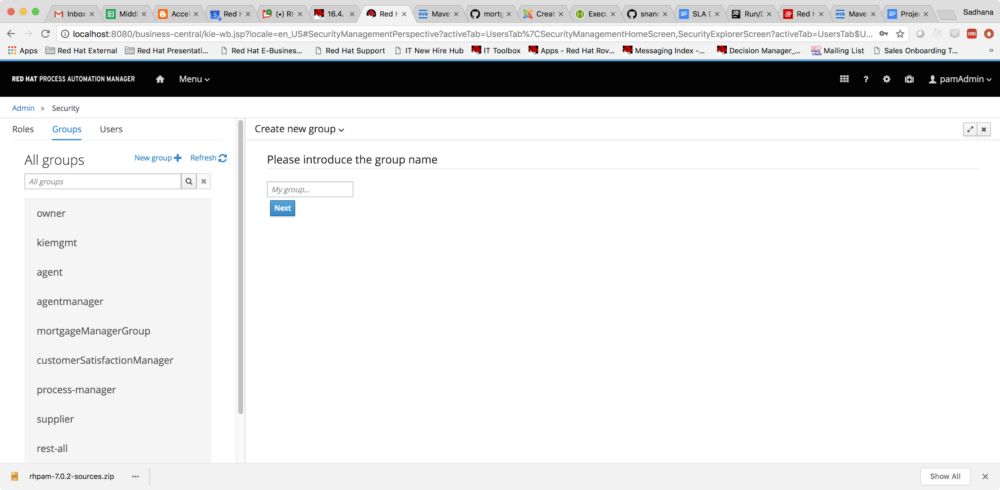 Inbox Middl Accel Red H (•) RH 16.4. Red H Mave mortg Creat Execu snand SLA D Run/D Red H Mave Projec Sadhana
localhost:8080/business-central/kie-wb.jsp?locale=en_US#SecurityManagementPerspective?activeTab=UsersTab%7CSecurityManagementHomeScreen,SecurityExplorerScreen?activeTab=UsersTab$U...
Apps Red Hat External Red Hat Presentati... Red Hat E-Busines... Red Hat Support IT New Hire Hub IT Toolbox Apps - Red Hat Rov... Messaging Index -... Decision Manager_... Mailing List Sales Onboarding T... »
RED HAT PROCESS AUTOMATION MANAGER Menu ? pamAdmin
Admin » Security
Roles Groups Users Create new group
All groups New group Refresh
Please introduce the group name
All groups
My group...
Next
owner
kiemgmt
agent
agentmanager
mortgageManagerGroup
customerSatisfactionManager
process-manager
supplier
rest-all
rhpam-7.0.2-sources.zip ... Show All